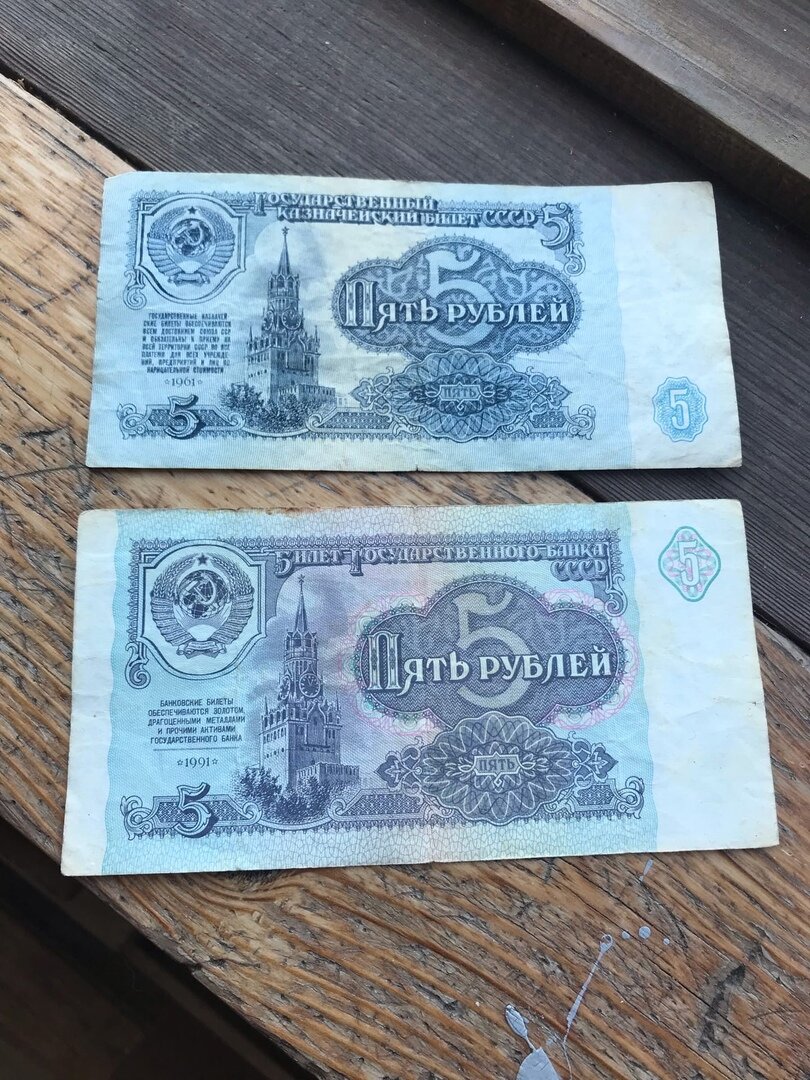 Государственный
казначейский билет СССР 5
Государственные казначей
ские билеты обеспечиваются
всем достоянием Союза ССР
и обязательны к приему на
всей территории СССР во все
платежи для всех учрежде-
ний, предприятий и лиц по
нарицательной стоимости
1961
5
Пять рублей
пять
5
5
Билет Государственного банка
СССР
Банковские билеты
обеспечиваются золотом,
драгоценными металлами
и прочими активами
Государственного банка
1991
5
Пять рублей
пять
5
5